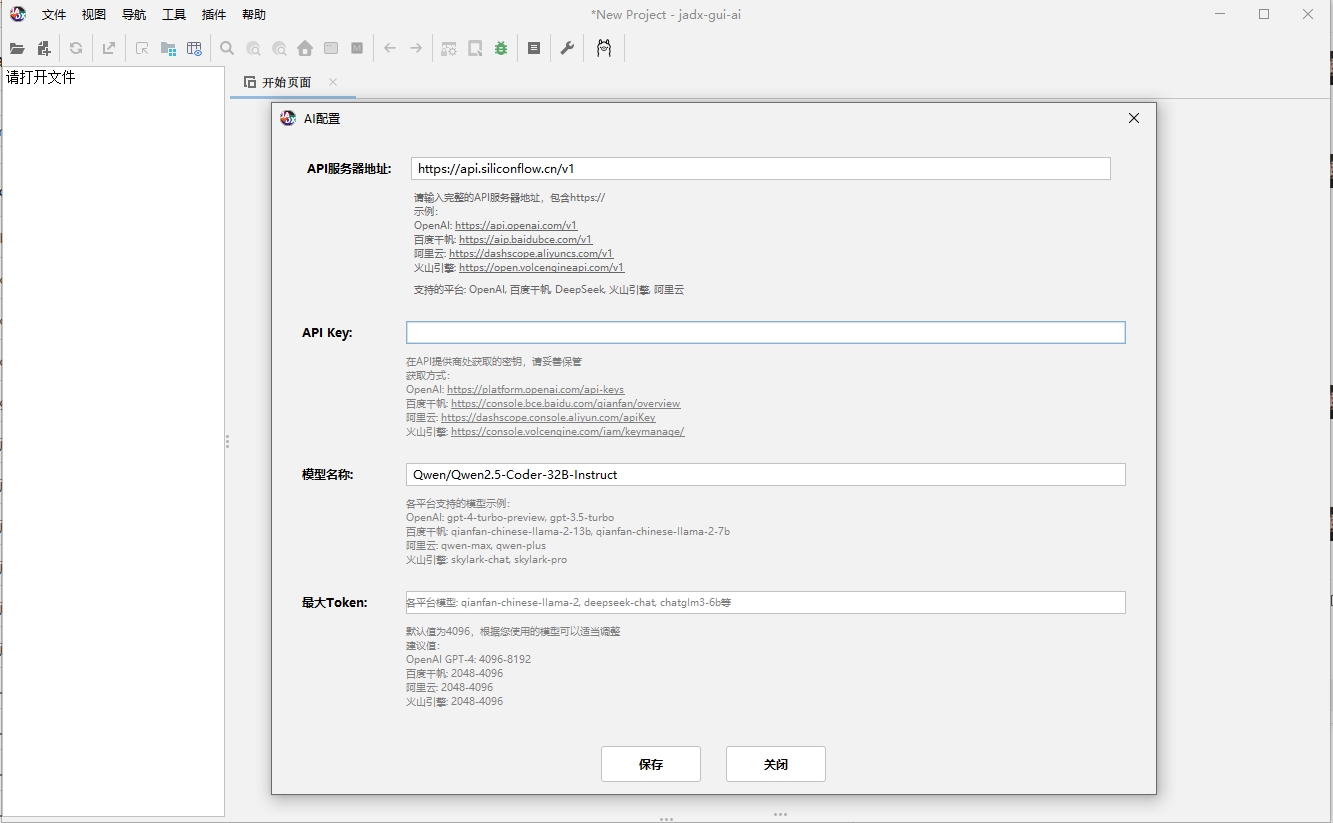 文件 视图 导航 工具 插件 帮助
*New Project - jadx-gui-ai
请打开文件
开始页面
AI配置
API服务器地址: https://api.siliconflow.cn/v1
请输入完整的API服务器地址，包含https://
示例:
OpenAI: https://api.openai.com/v1
百度千帆: https://aip.baidubce.com/v1
阿里云: https://dashscope.aliyuncs.com/v1
火山引擎: https://open.volcengineapi.com/v1
支持的平台: OpenAI, 百度千帆, DeepSeek, 火山引擎, 阿里云
API Key:
在API提供商处获取的密钥，请妥善保管
获取方式:
OpenAI: https://platform.openai.com/api-keys
百度千帆: https://console.bce.baidu.com/qianfan/overview
阿里云: https://dashscope.console.aliyun.com/apiKey
火山引擎: https://console.volcengine.com/iam/keymanage/
模型名称: Qwen/Qwen2.5-Coder-32B-Instruct
各平台支持的模型示例:
OpenAI: gpt-4-turbo-preview, gpt-3.5-turbo
百度千帆: qianfan-chinese-llama-2-13b, qianfan-chinese-llama-2-7b
阿里云: qwen-max, qwen-plus
火山引擎: skylark-chat, skylark-pro
最大Token: 各平台模型: qianfan-chinese-llama-2, deepseek-chat, chatglm3-6b等
默认值为4096，根据您使用的模型可以适当调整
建议值:
OpenAI GPT-4: 4096-8192
百度千帆: 2048-4096
阿里云: 2048-4096
火山引擎: 2048-4096
保存 关闭